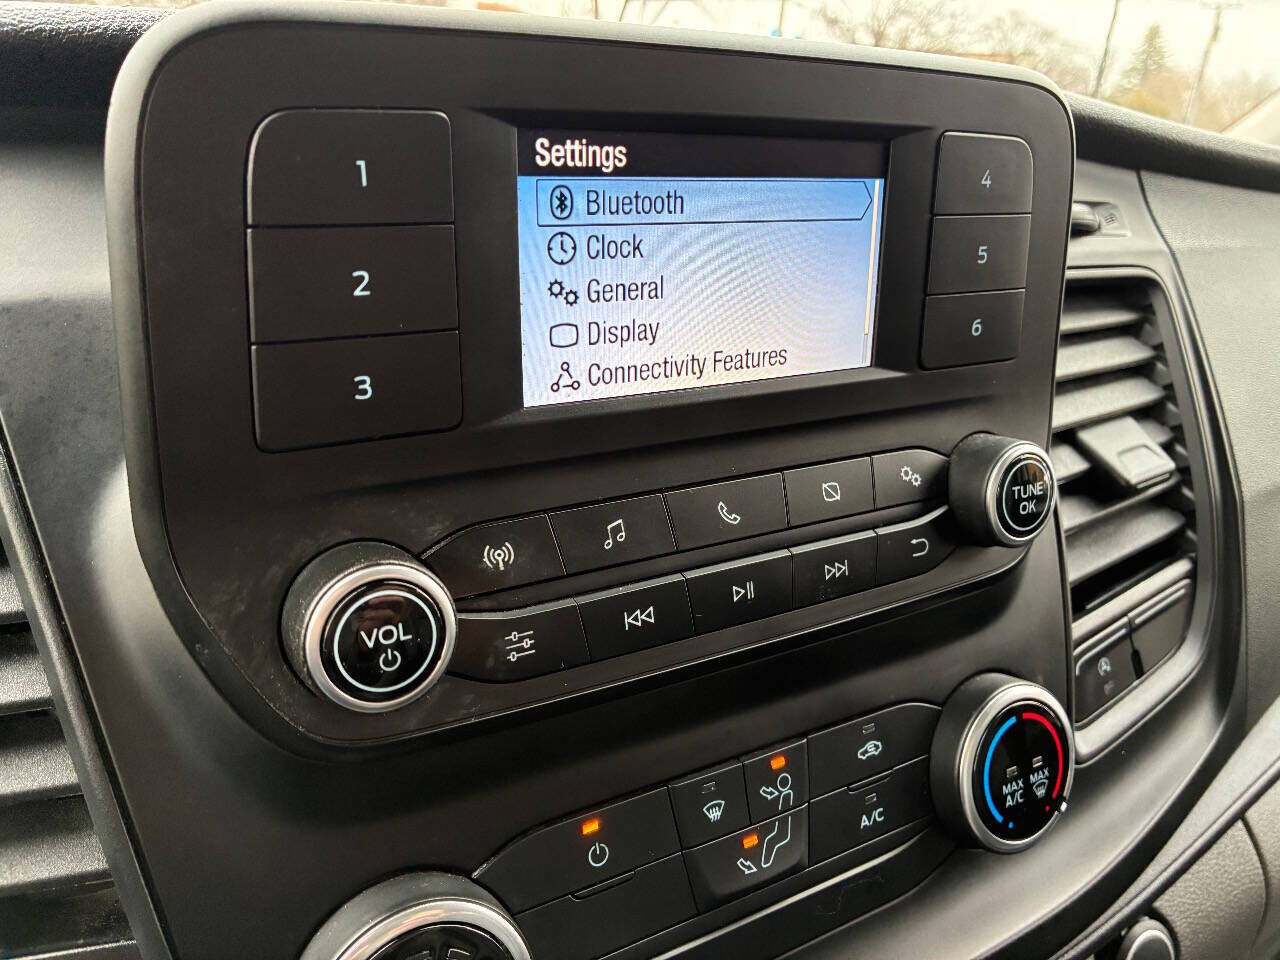 Settings
Bluetooth
Clock
General
Display
Connectivity Features
1
2
3
4
5
6
TUNE
OK
VOL
A/C
MAX
A/C
MAX